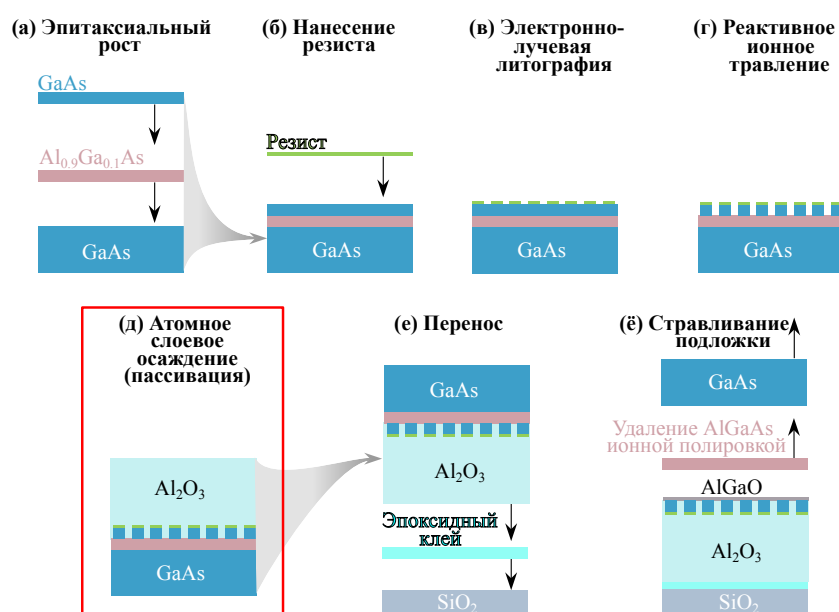 (а) Эпитаксиальный
рост
GaAs
Al0.9Ga0.1As
GaAs
(б) Нанесение
резиста
Резист
GaAs
(в) Электронно-
лучевая
литография
GaAs
(г) Реактивное
ионное
травление
GaAs
(д) Атомное
слоевое
осаждение
(пассивация)
Al2O3
GaAs
(е) Перенос
GaAs
Al2O3
Эпоксидный
клей
SiO2
(ё) Стравливание
подложки
GaAs
Удаление AlGaAs
ионной полировкой
AlGaO
Al2O3
SiO2